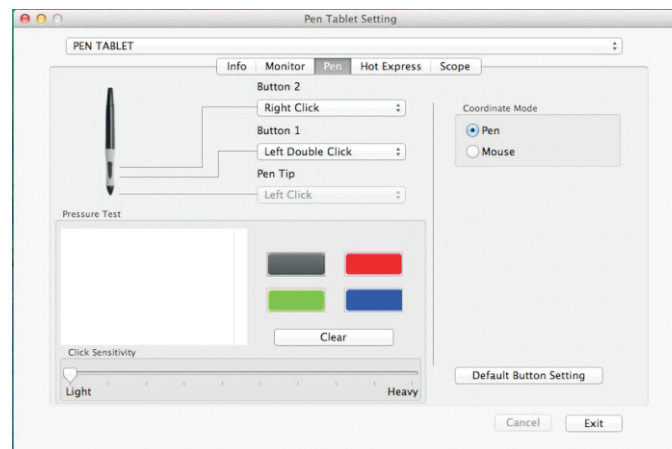 Pen Tablet Setting
PEN TABLET
Info Monitor Pen Hot Express Scope
Button 2
Right Click
Button 1
Left Double Click
Pen Tip
Left Click
Coordinate Mode
Pen
Mouse
Pressure Test
Clear
Click Sensitivity
Light Heavy
Default Button Setting
Cancel Exit